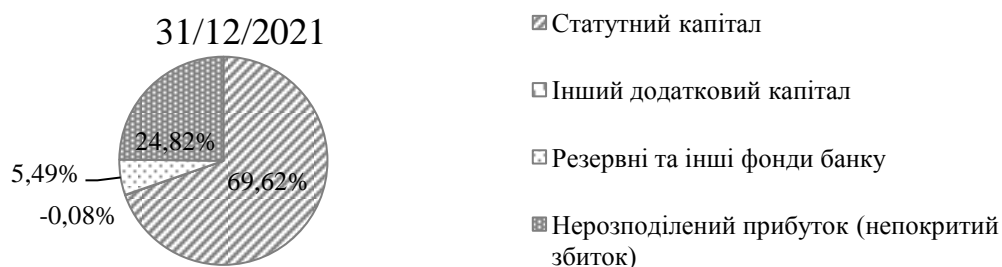 31/12/2021
24,82%
5,49%
69,62%
-0,08%
Статутний капітал
Інший додатковий капітал
Резервні та інші фонди банку
Нерозподілений прибуток (непокритий
збиток)